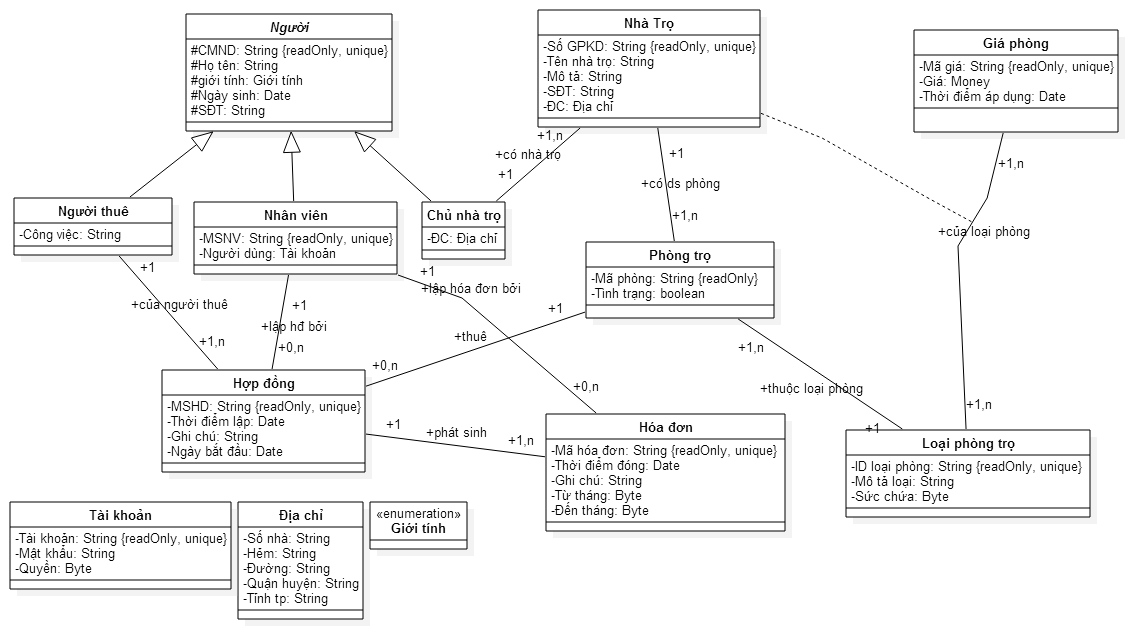 Người
#CMND: String {readOnly, unique}
#Họ tên: String
#giới tính: Giới tính
#Ngày sinh: Date
#SĐT: String
Nhà Trọ
-Số GPKD: String {readOnly, unique}
-Tên nhà trọ: String
-Mô tả: String
-SĐT: String
-ĐC: Địa chỉ
Giá phòng
-Mã giá: String {readOnly, unique}
-Giá: Money
-Thời điểm áp dụng: Date
+1,n
+có nhà trọ
+1
+1
+có ds phòng
+1,n
+1,n
+của loại phòng
+1,n
Người thuê
-Công việc: String
Nhân viên
-MSNV: String {readOnly, unique}
-Người dùng: Tài khoản
Chủ nhà trọ
-ĐC: Địa chỉ
Phòng trọ
-Mã phòng: String {readOnly}
-Tình trạng: boolean
+1
+của người thuê
+1,n
+1
+lập hđ bởi
+0,n
+1
+lập hóa đơn bởi
+0,n
+1
+thuê
+0,n
+1,n
+thuộc loại phòng
+1
Hợp đồng
-MSHD: String {readOnly, unique}
-Thời điểm lập: Date
-Ghi chú: String
-Ngày bắt đầu: Date
+1
+phát sinh
+1,n
Hóa đơn
-Mã hóa đơn: String {readOnly, unique}
-Thời điểm đóng: Date
-Ghi chú: String
-Từ tháng: Byte
-Đến tháng: Byte
Loại phòng trọ
-ID loại phòng: String {readOnly, unique}
-Mô tả loại: String
-Sức chứa: Byte
Tài khoản
-Tài khoản: String {readOnly, unique}
-Mật khẩu: String
-Quyền: Byte
Địa chỉ
-Số nhà: String
-Hẻm: String
-Đường: String
-Quận huyện: String
-Tỉnh tp: String
«enumeration»
Giới tính